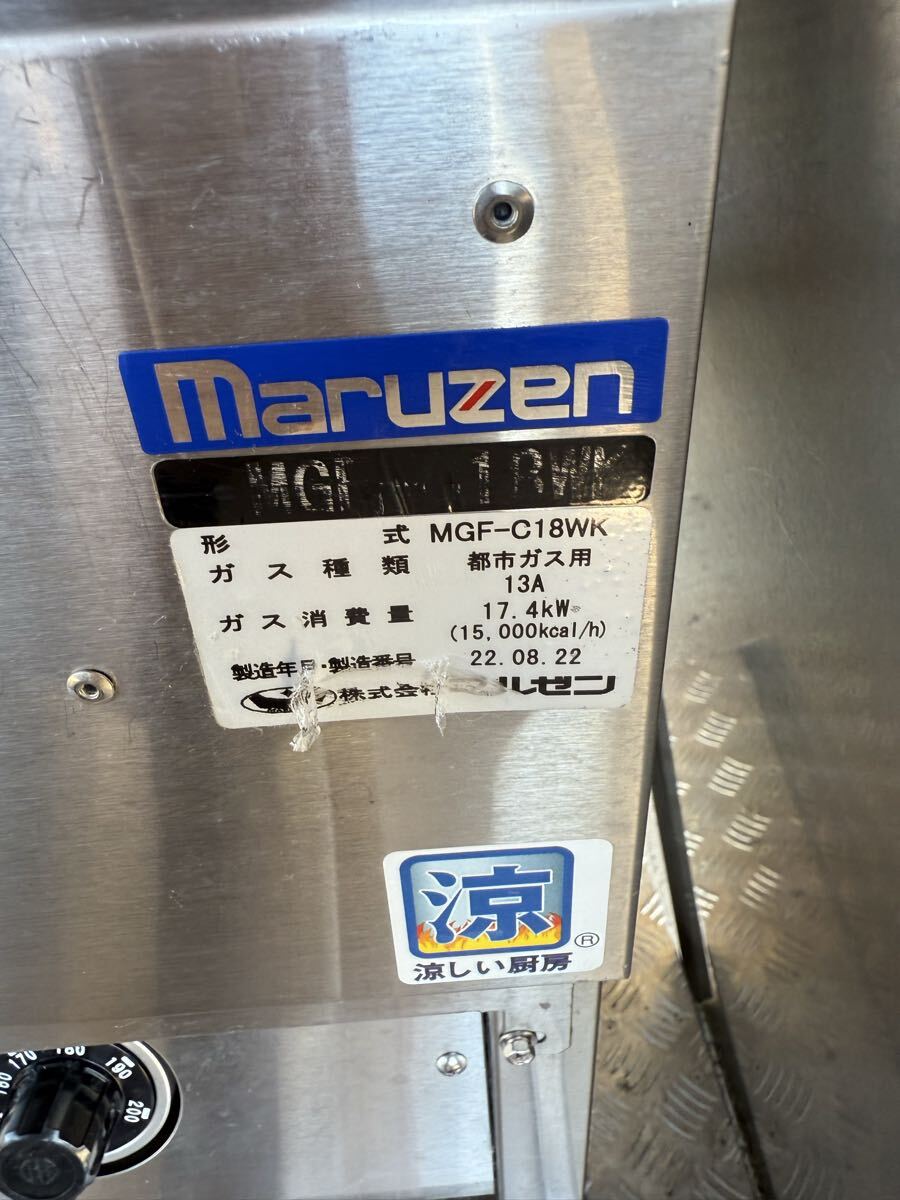 maruzen
形式 MGF-C18WK
ガス種類 都市ガス用
13A
ガス消費量 17.4kW
(15,000kcal/h)
製造年月・製造番号 22.08.22
株式会 ルゼン
涼
®
涼しい厨房
160 170 180 190 200